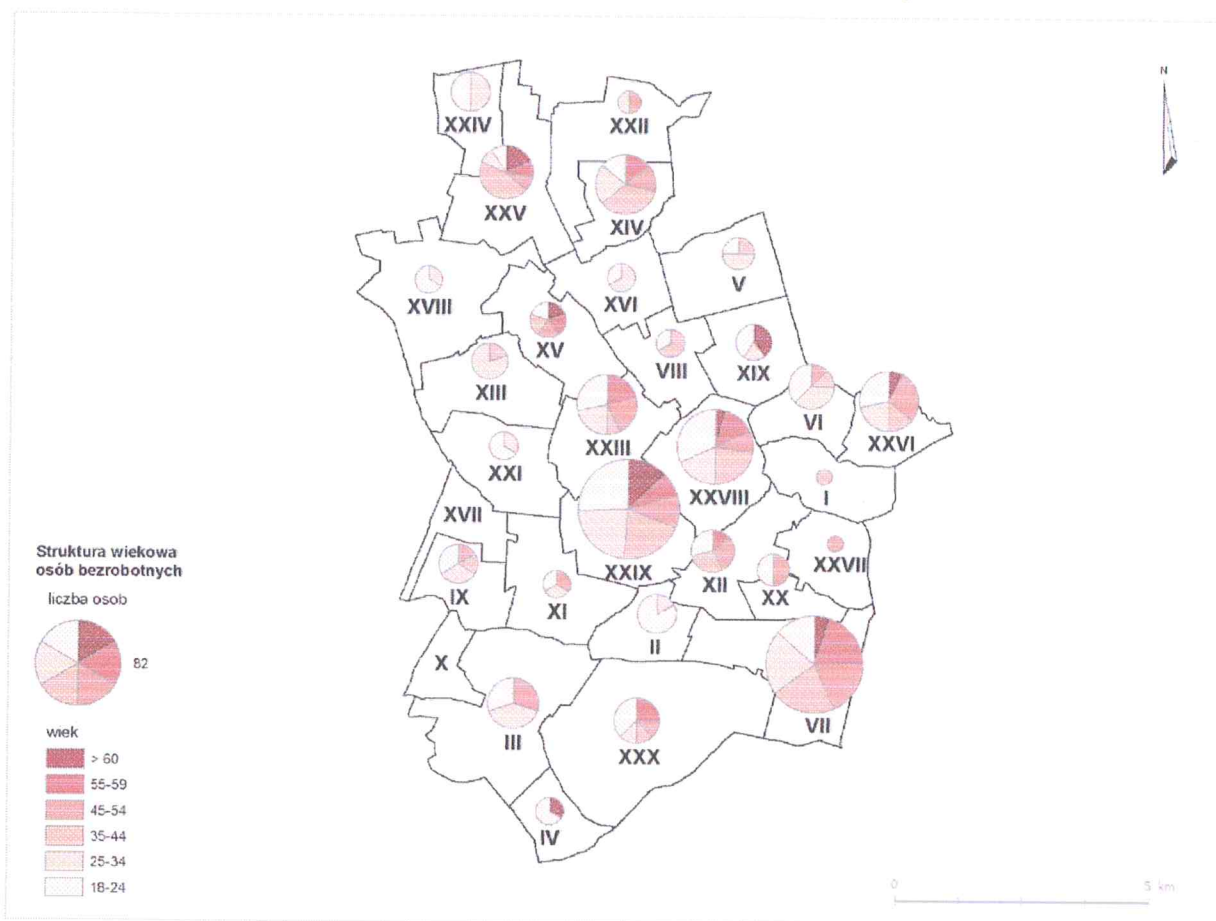 N
XXIV
XXII
XXV
XIV
V
XVIII
XVI
XV
VIII
XIX
XIII
VI
XXIII
XXVI
XXI
XXVIII
I
XVII
XXIX
XII
XXVII
XX
IX
XI
II
X
III
VII
XXX
IV
Struktura wiekowa
osób bezrobotnych
liczba osob
82
wiek
> 60
55-59
45-54
35-44
25-34
18-24
0 5 km